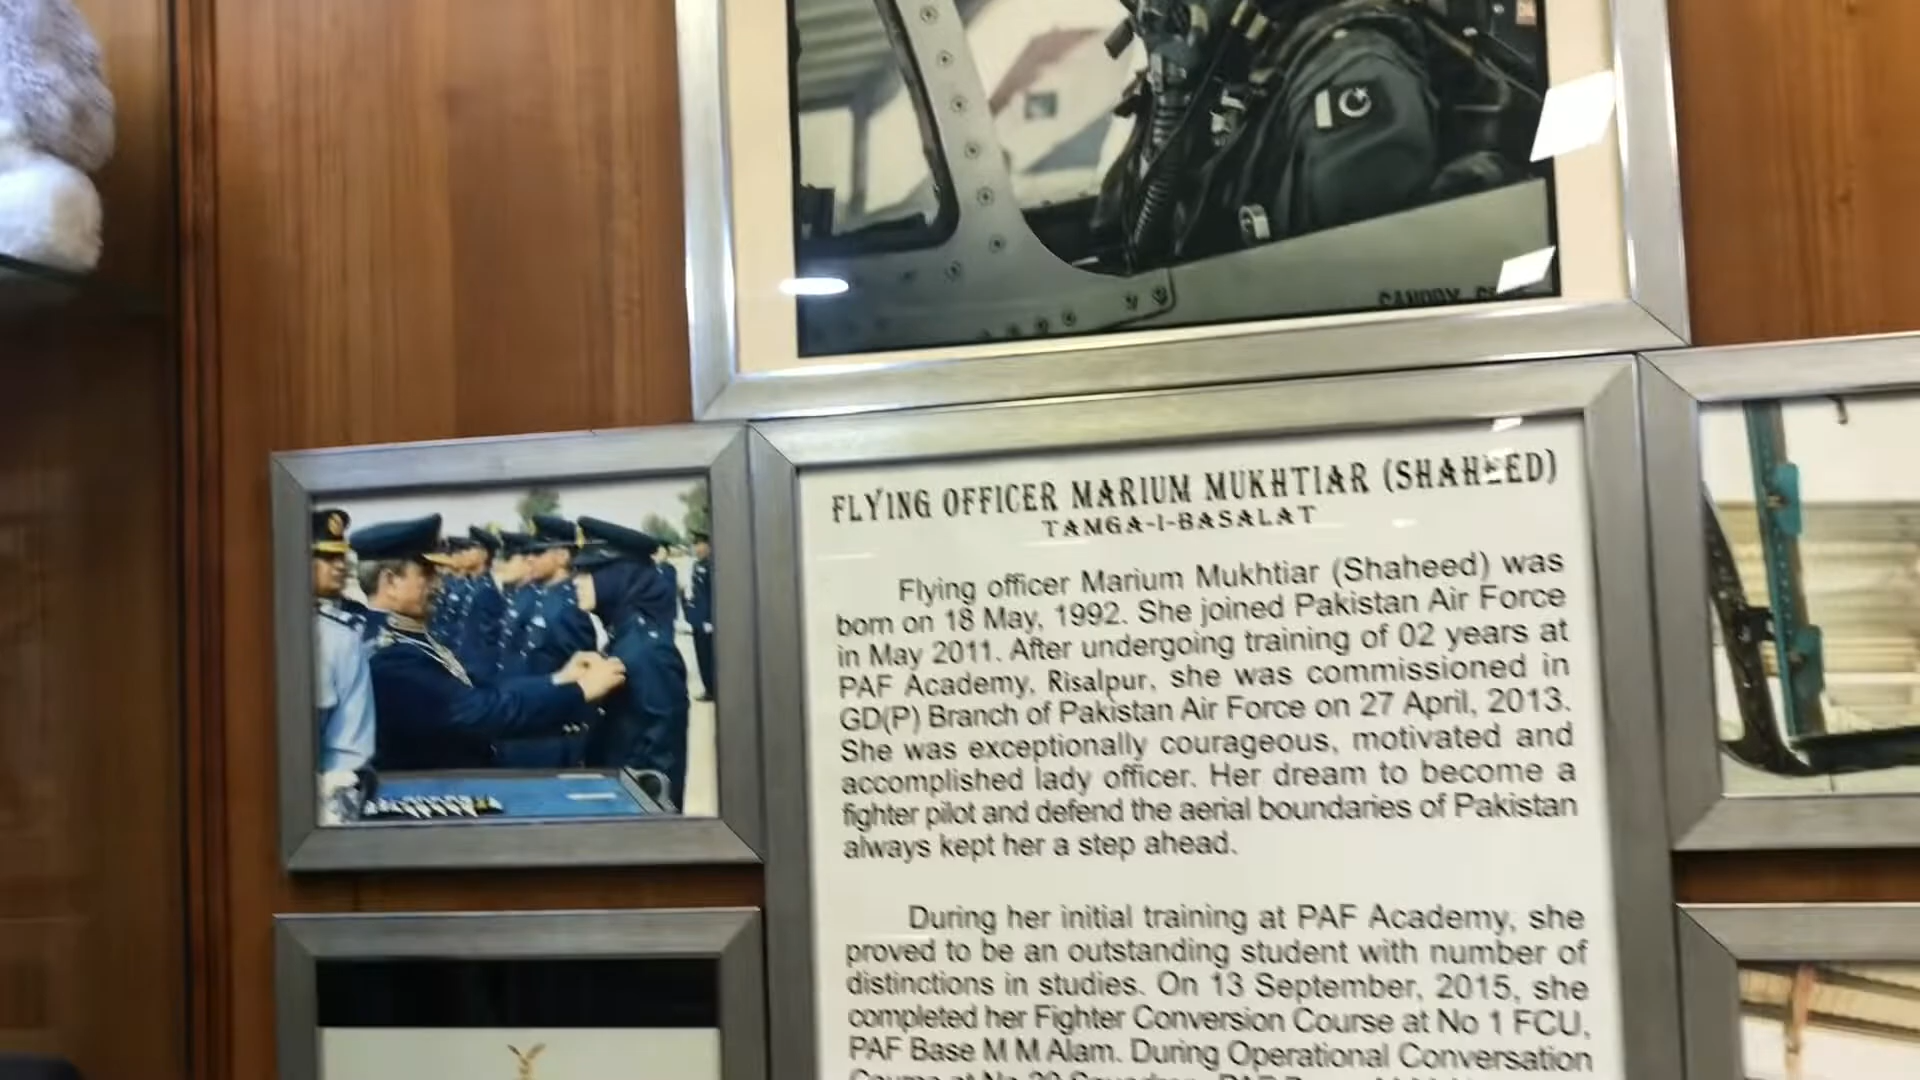 CANOPY
FLYING OFFICER MARIUM MUKHTIAR (SHAHEED)
TAMGA-I-BASALAT
Flying officer Marium Mukhtiar (Shaheed) was
born on 18 May, 1992. She joined Pakistan Air Force
in May 2011. After undergoing training of 02 years at
PAF Academy, Risalpur, she was commissioned in
GD(P) Branch of Pakistan Air Force on 27 April, 2013.
She was exceptionally courageous, motivated and
accomplished lady officer. Her dream to become a
fighter pilot and defend the aerial boundaries of Pakistan
always kept her a step ahead.
During her initial training at PAF Academy, she
proved to be an outstanding student with number of
distinctions in studies. On 13 September, 2015, she
completed her Fighter Conversion Course at No 1 FCU,
PAF Base M M Alam. During Operational Conversation